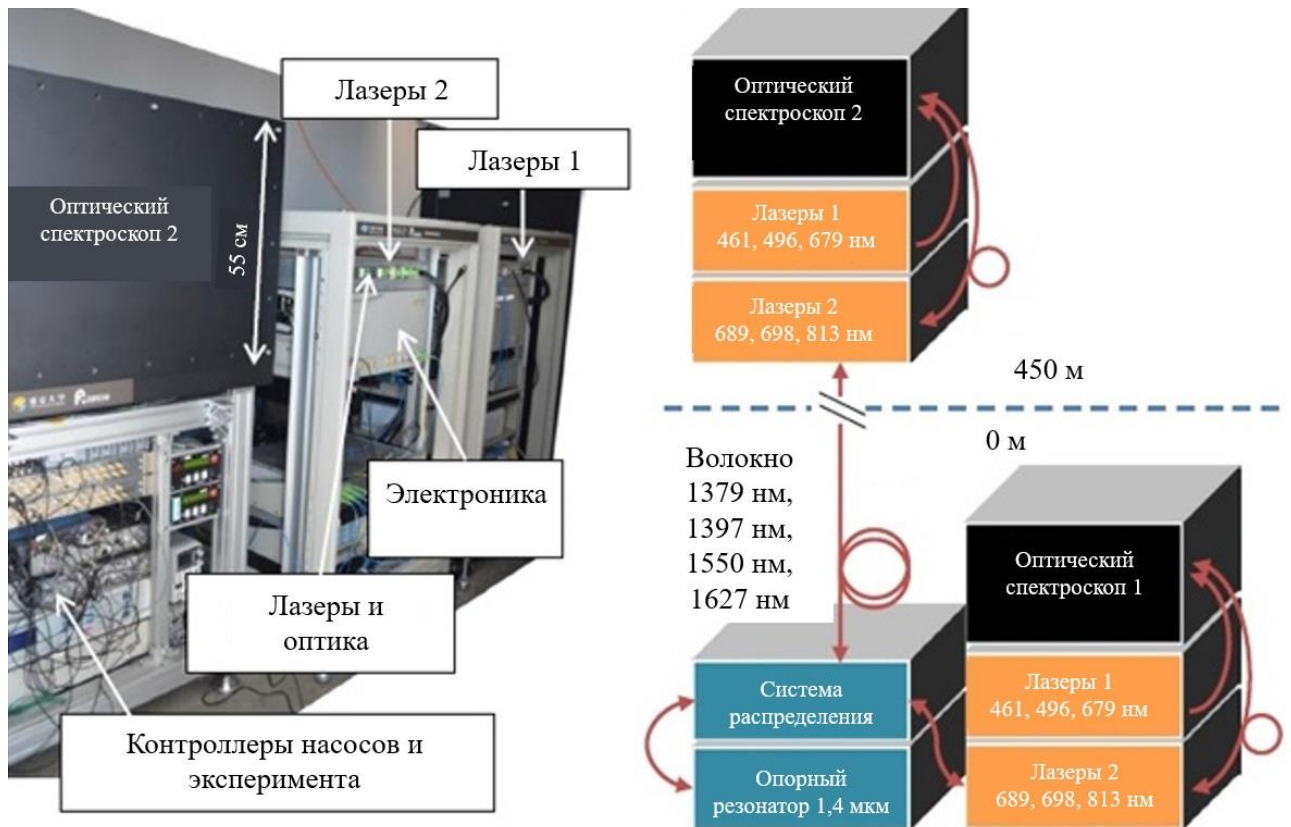 Лазеры 2
Лазеры 1
Оптический
спектроскоп 2
55 см
Электроника
Лазеры и
оптика
Контроллеры насосов и
эксперимента
Оптический
спектроскоп 2
Лазеры 1
461, 496, 679 нм
Лазеры 2
689, 698, 813 нм
450 м
0 м
Волокно
1379 нм,
1397 нм,
1550 нм,
1627 нм
Оптический
спектроскоп 1
Система
распределения
Лазеры 1
461, 496, 679 нм
Опорный
резонатор 1,4 мкм
Лазеры 2
689, 698, 813 нм